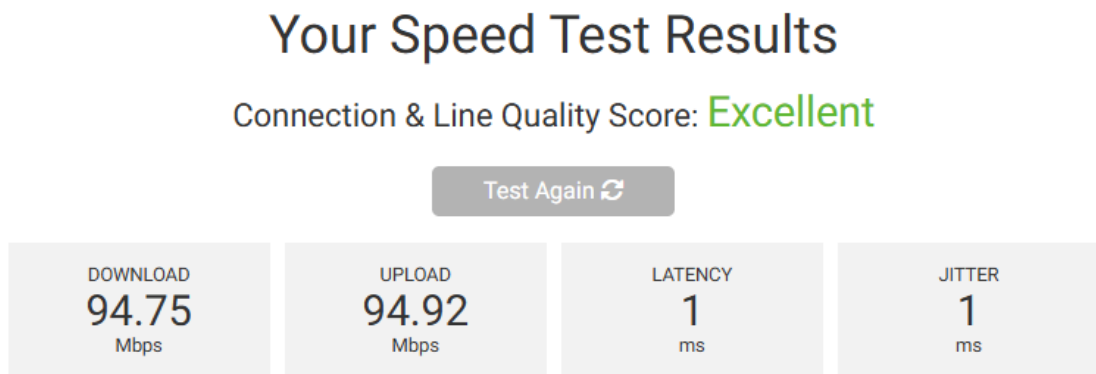 Your Speed Test Results
Connection & Line Quality Score: Excellent
Test Again
DOWNLOAD
94.75
Mbps
UPLOAD
94.92
Mbps
LATENCY
1
ms
JITTER
1
ms